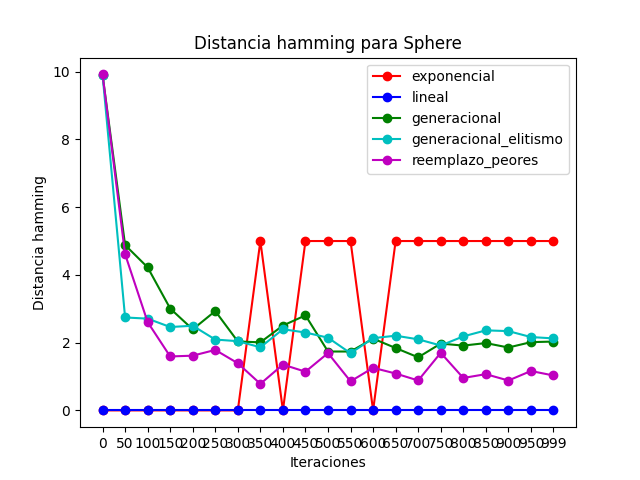 Distancia hamming para Sphere
exponencial
lineal
generacional
generacional_elitismo
reemplazo_peores
Distancia hamming
10
8
6
4
2
0
0 50 100 150 200 250 300 350 400 450 500 550 600 650 700 750 800 850 900 950 999
Iteraciones